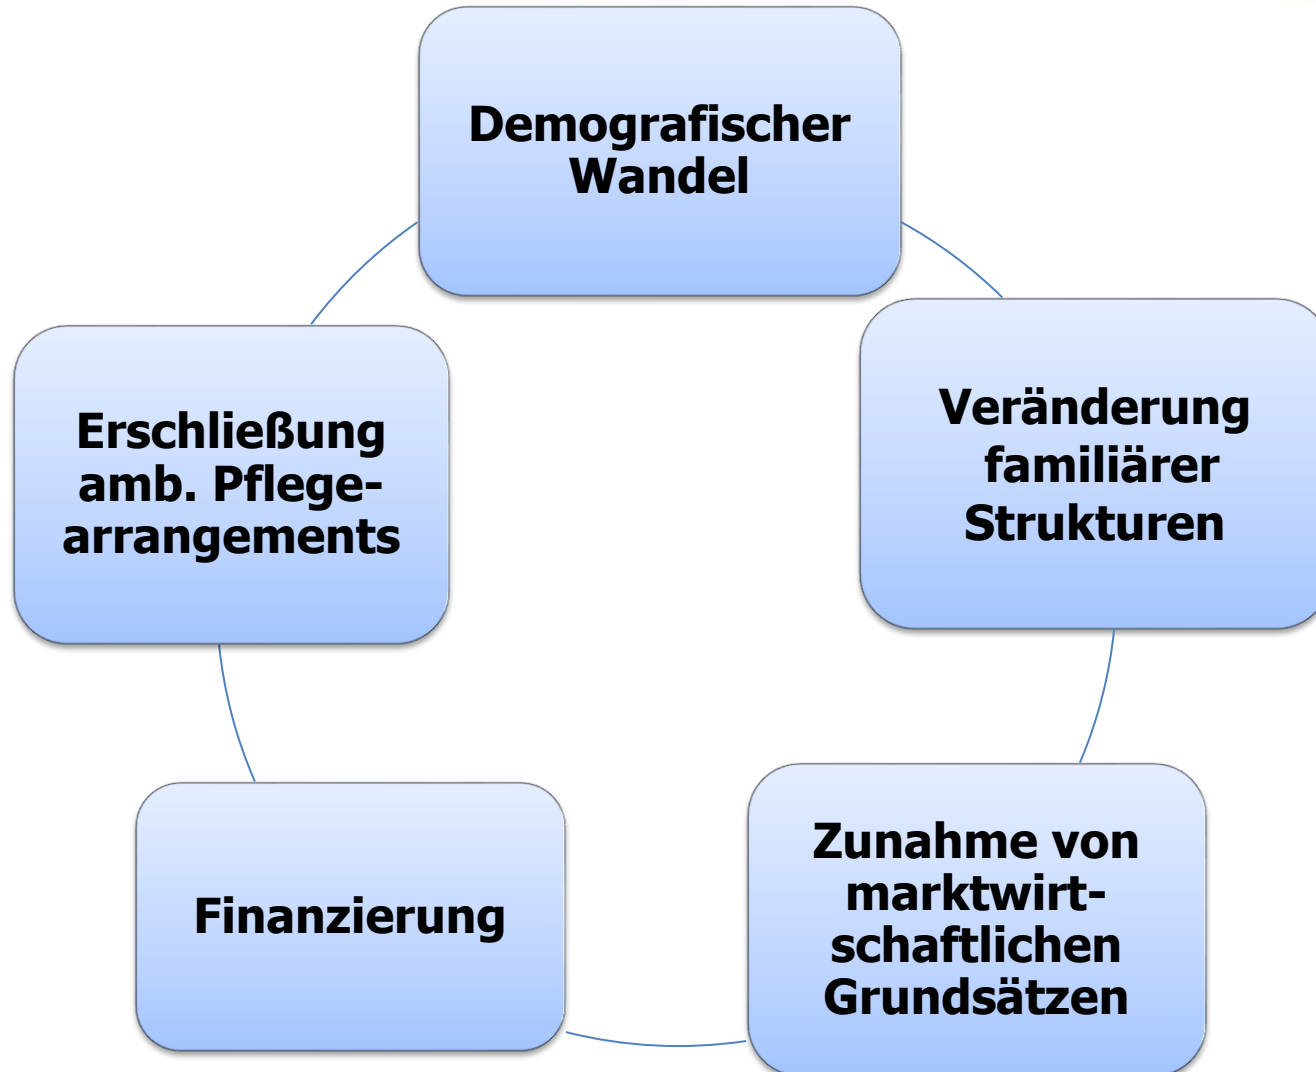 Demografischer
Wandel
Veränderung
familiärer
Strukturen
Zunahme von
marktwirt-
schaftlichen
Grundsätzen
Finanzierung
Erschließung
amb. Pflege-
arrangements